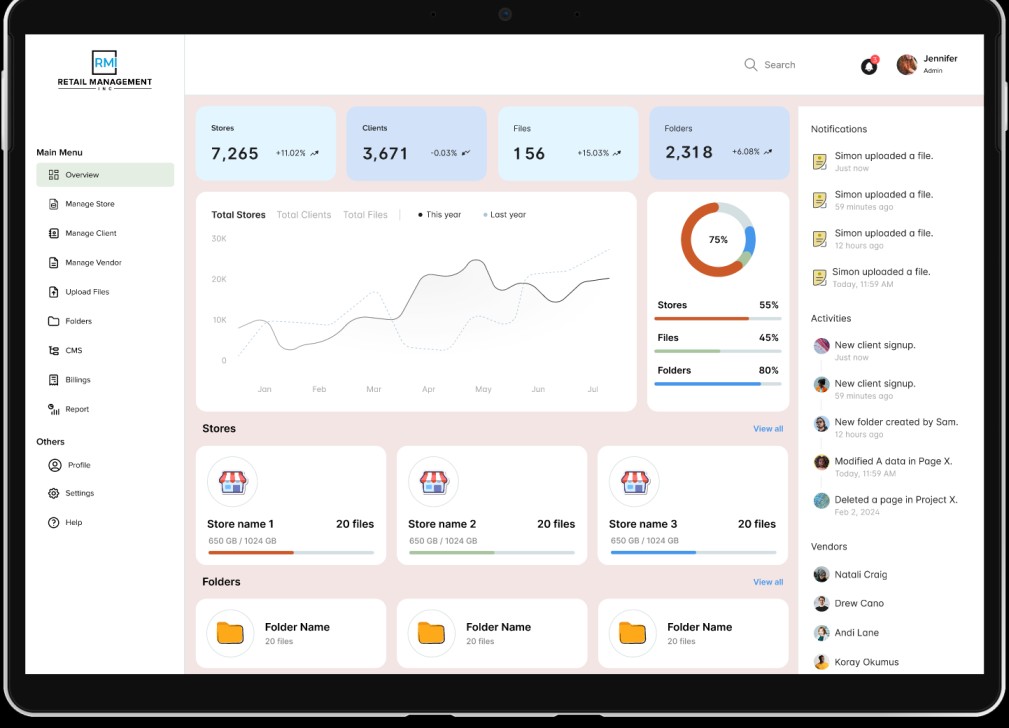 RMI
RETAIL MANAGEMENT
INC
Main Menu
Overview
Manage Store
Manage Client
Manage Vendor
Upload Files
Folders
CMS
Billings
Report
Others
Profile
Settings
Help
Search
Jennifer
Admin
Stores
7,265 +11.02%
Clients
3,671 -0.03%
Files
156 +15.03%
Folders
2,318 +6.08%
Total Stores Total Clients Total Files This year Last year
30K
20K
10K
0
Jan Feb Mar Apr May Jun Jul
75%
Stores 55%
Files 45%
Folders 80%
Stores View all
Store name 1 20 files
650 GB / 1024 GB
Store name 2 20 files
650 GB / 1024 GB
Store name 3 20 files
650 GB / 1024 GB
Folders View all
Folder Name
20 files
Folder Name
20 files
Folder Name
20 files
Notifications
Simon uploaded a file.
Just now
Simon uploaded a file.
59 minutes ago
Simon uploaded a file.
12 hours ago
Simon uploaded a file.
Today, 11:59 AM
Activities
New client signup.
Just now
New client signup.
59 minutes ago
New folder created by Sam.
12 hours ago
Modified A data in Page X.
Today, 11:59 AM
Deleted a page in Project X.
Feb 2, 2024
Vendors
Natali Craig
Drew Cano
Andi Lane
Koray Okumus